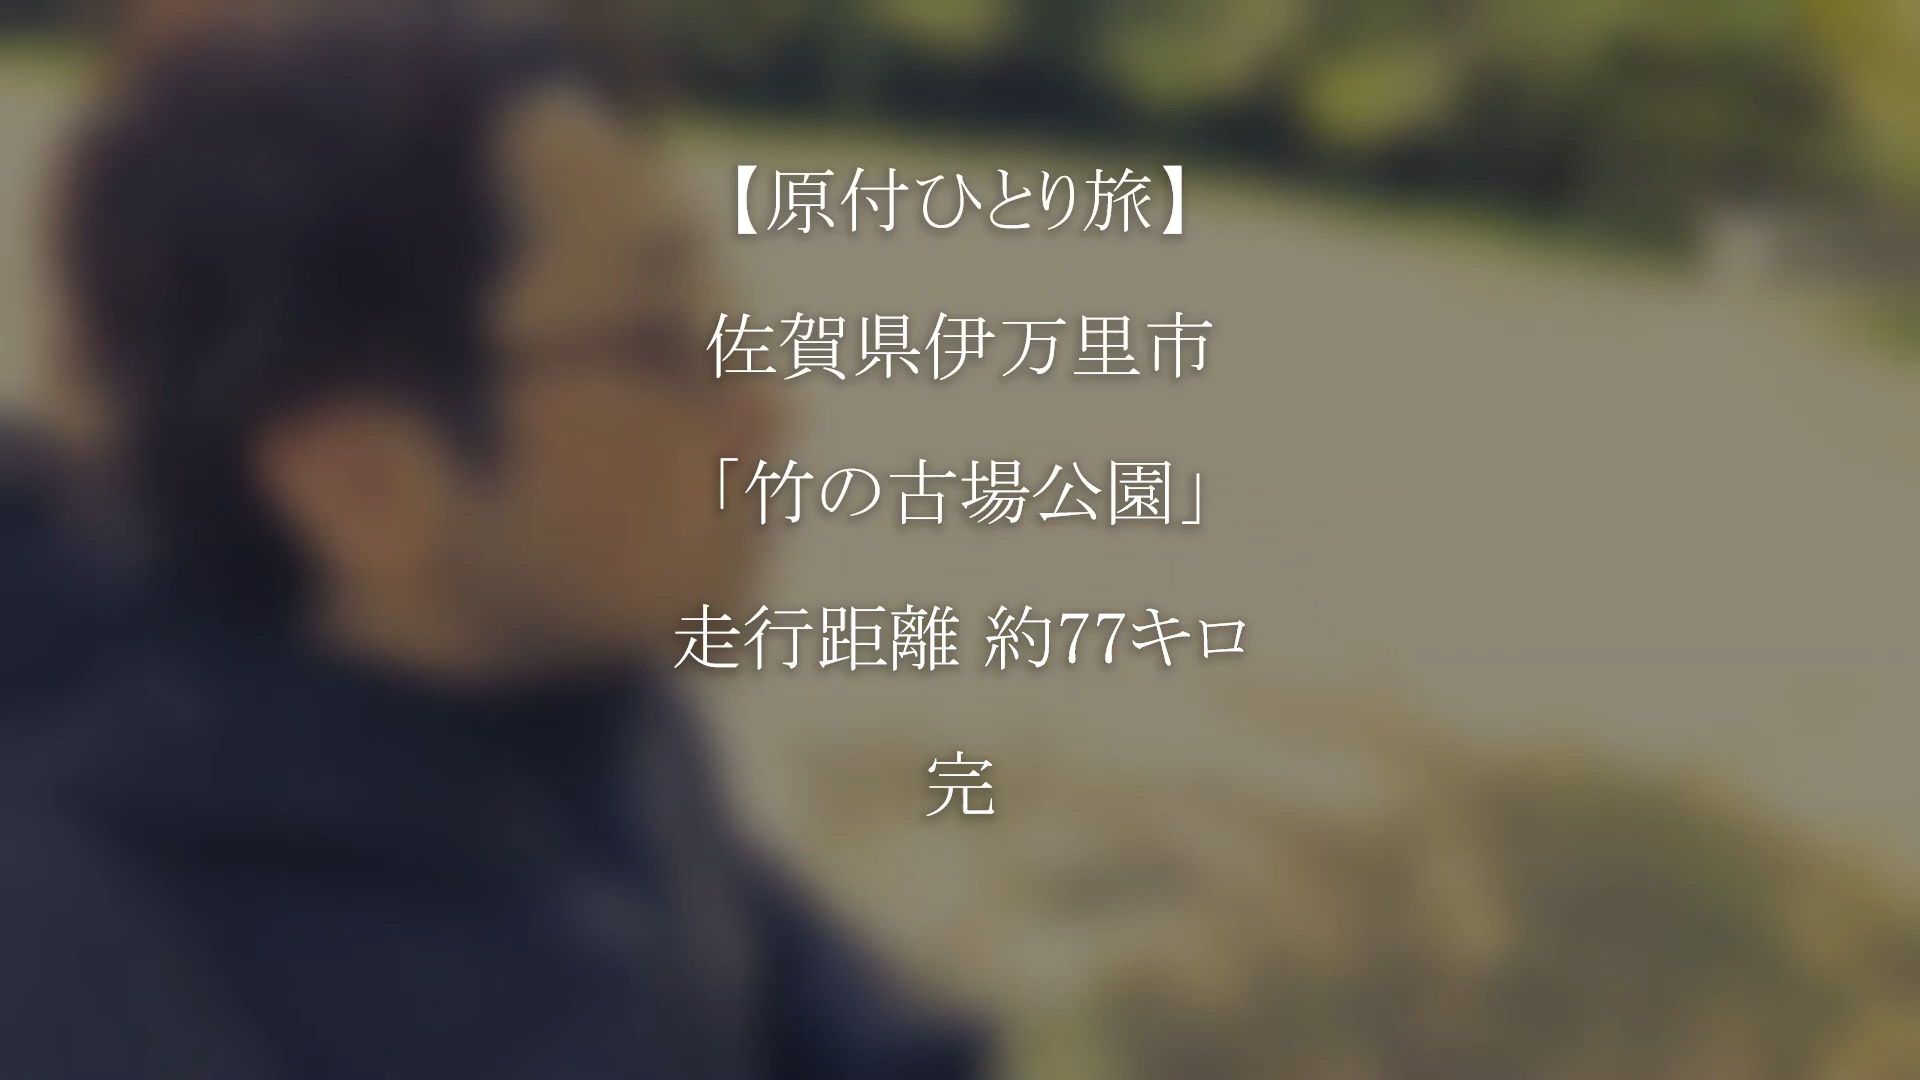 【原付ひとり旅】
佐賀県伊万里市
「竹の古場公園」
走行距離 約77キロ
完